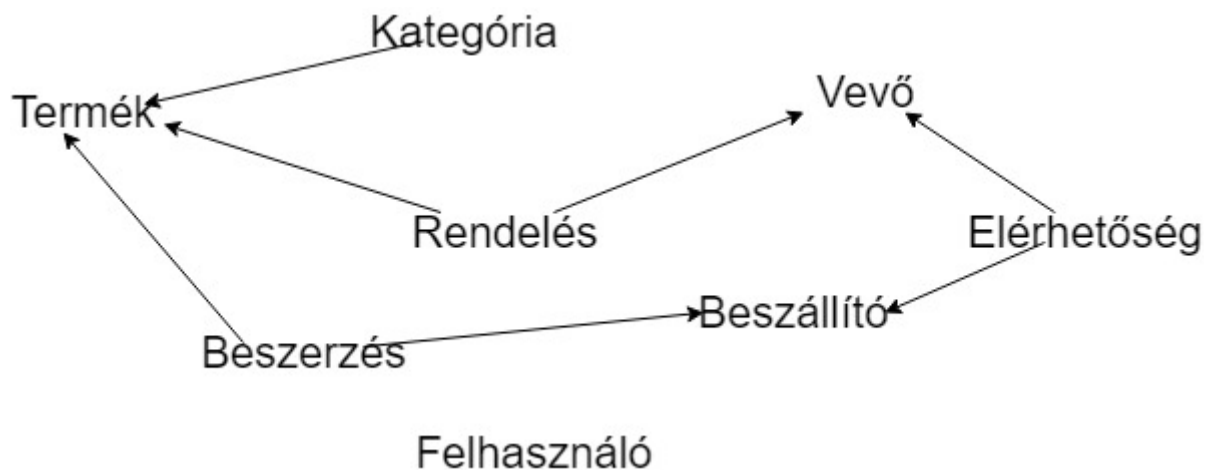 Kategória
Termék
Vevő
Rendelés
Elérhetőség
Beszállító
Beszerzés
Felhasználó